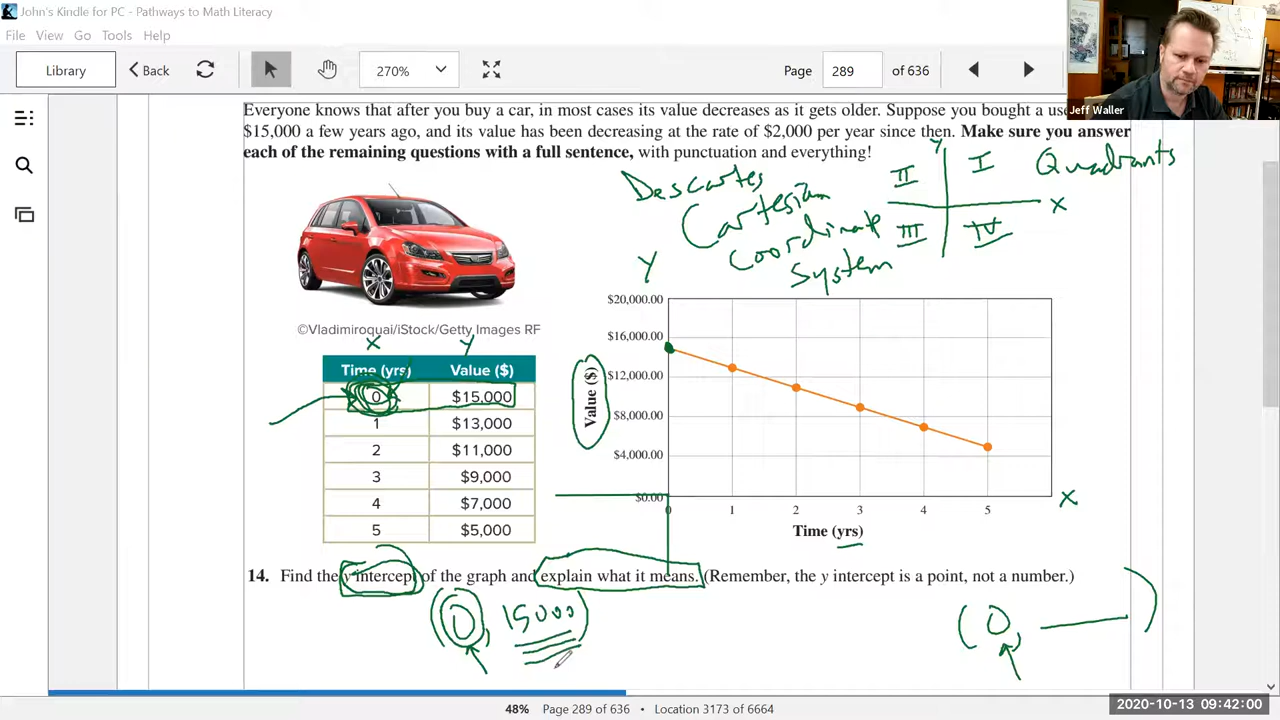 John's Kindle for PC - Pathways to Math Literacy
File View Go Tools Help
Library Back 270% Page 289 of 636
Jeff Waller
Everyone knows that after you buy a car, in most cases its value decreases as it gets older. Suppose you bought a
$15,000 a few years ago, and its value has been decreasing at the rate of $2,000 per year since then. Make sure you answer
each of the remaining questions with a full sentence, with punctuation and everything!
Descartes
Cartesian
Coordinate
System
y
II I Quadrants
x
III IV
©Vladimiroquai/iStock/Getty Images RF
x y
Time (yrs) Value ($)
0 $15,000
1 $13,000
2 $11,000
3 $9,000
4 $7,000
5 $5,000
Y
$20,000.00
$16,000.00
$12,000.00
$8,000.00
$4,000.00
$0.00
Value ($)
0 1 2 3 4 5
X
Time (yrs)
14. Find the y intercept of the graph and explain what it means. (Remember, the y intercept is a point, not a number.)
(0, 15000)
(0, )
48% Page 289 of 636 Location 3173 of 6664
2020-10-13 09:42:00